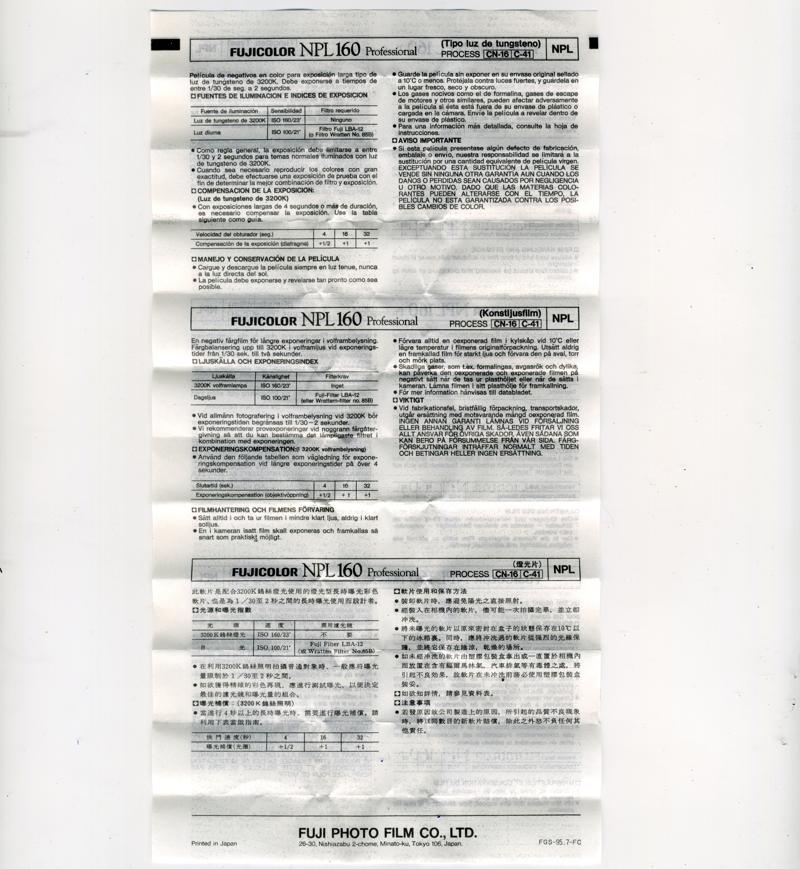 FUJICOLOR NPL 160 Professional
(Tipo luz de tungsteno)
PROCESS CN-16 C-41
NPL
Película de negativos en color para exposición larga tipo de
luz de tungsteno de 3200K. Debe exponerse a tiempos de
entre 1/30 de seg. a 2 segundos.
□ FUENTES DE ILUMINACION E INDICES DE EXPOSICION
Fuente de iluminación Sensibilidad Filtro requerido
Luz de tungsteno de 3200K ISO 160/23° Ninguno
Luz diurna ISO 100/21° Filtro Fuji LBA-12
(o Filtro Wratten No. 85B)
● Como regla general, la exposición debe limitarse a entre
1/30 y 2 segundos para temas normales iluminados con luz
de tungsteno de 3200K.
● Cuando sea necesario reproducir los colores con gran
exactitud, debe efectuarse una exposición de prueba con el
fin de determinar la mejor combinación de filtro y exposición.
□ COMPENSACION DE LA EXPOSICION:
(Luz de tungsteno de 3200K)
● Con exposiciones largas de 4 segundos o más de duración,
es necesario compensar la exposición. Use la tabla
siguiente como guía.
Velocidad del obturador (seg.) 4 16 32
Compensación de la exposición (diafragma) +1/2 +1 +1
□ MANEJO Y CONSERVACIÓN DE LA PELÍCULA
● Cargue y descargue la película siempre en luz tenue, nunca
a la luz directa del sol.
● La película debe exponerse y revelarse tan pronto como sea
posible.
● Guarde la película sin exponer en su envase original sellado
a 10°C o menos. Protéjala contra luces fuertes, y guárdela en
un lugar fresco, seco y obscuro.
● Los gases nocivos como el de formalina, gases de escape
de motores y otros similares, pueden afectar adversamente
a la película si ésta está fuera de su envase de plástico o
cargada en la cámara. Envíe la película a revelar dentro de
su envase de plástico.
● Para una información más detallada, consulte la hoja de
instrucciones.
□ AVISO IMPORTANTE
● Si esta película presentase algún defecto de fabricación,
embalaje o envío, nuestra responsabilidad se limitará a la
sustitución por una cantidad equivalente de película virgen.
EXCEPTUANDO ESTA SUSTITUCION LA PELICULA SE
VENDE SIN NINGUNA OTRA GARANTIA AUN CUANDO LOS
DAÑOS O PERDIDAS SEAN CAUSADOS POR NEGLIGENCIA
U OTRO MOTIVO. DADO QUE LAS MATERIAS COLO-
RANTES PUEDEN ALTERARSE CON EL TIEMPO, LA
PELICULA NO ESTA GARANTIZADA CONTRA LOS POSI-
BLES CAMBIOS DE COLOR.
FUJICOLOR NPL 160 Professional
(Konstljusfilm)
PROCESS CN-16 C-41
NPL
En negativ färgfilm för längre exponeringar i volframbelysning.
Färgbalansering upp till 3200K i volframljus vid exponerings-
tider från 1/30 sek. till två sekunder.
□ LJUSKÄLLA OCH EXPONERINGSINDEX
Ljuskälla Känslighet Filterkrav
3200K volframlampa ISO 160/23° Inget
Dagsljus ISO 100/21° Fuji-Filter LBA-12
(eller Wratten-filter no. 85B)
● Vid allmänn fotografering i volframbelysning vid 3200K bör
exponeringstiden begränsas till 1/30~2 sekunder.
● Vi rekommenderar provexponeringar vid noggrann färgåter-
givning så att du kan bestämma det lämpligaste filtret i
kombination med exponeringen.
□ EXPONERINGSKOMPENSATION:(I 3200K volframbelysning)
● Använd den följande tabellen som vägledning för expone-
ringskompensation vid längre exponeringstider på över 4
sekunder.
Slutartid (sek.) 4 16 32
Exponeringskompensation (objektivöppning) +1/2 +1 +1
□ FILMHANTERING OCH FILMENS FÖRVARING
● Sätt alltid i och ta ur filmen i mindre klart ljus, aldrig i klart
solljus.
● En i kameran isatt film skall exponeras och framkallas så
snart som praktiskt möjligt.
● Förvara alltid en oexponerad film i kylskåp vid 10°C eller
lägre temperatur i filmens originalförpackning. Utsätt aldrig
en framkallad film för starkt ljus och förvara den på sval, torr
och mörk plats.
● Skadliga gaser, som t.ex. formalingas, avgasrök och dylika,
kan påverka den oexponerade och exponerade filmen på
negativt sätt när de tas ur plasthöljet eller när de sätts i
kameran. Lämna filmen i sitt plasthölje för framkallning.
● För mer information hänvisas till databladet.
□ VIKTIGT
● Vid fabrikationsfel, bristfällig förpackning, transportskador,
utgår ersättning med motsvarande mängd oexponerad film.
INGEN ANNAN GARANTI LÄMNAS VID FÖRSÄLJNING
ELLER BEHANDLING AV FILM. SÅ-LEDES FRITAR VI OSS
ALLT ANSVAR FÖR ÖVRIGA SKADOR, ÄVEN SÅDANA SOM
KAN BERO PÅ FÖRSUMMELSE FRÅN VÅR SIDA. FÄRG-
FÖRSKJUTNINGAR INTRÄFFAR NORMALT MED TIDEN
OCH BETINGAR HELLER INGEN ERSÄTTNING.
FUJICOLOR NPL 160 Professional
(燈光片)
PROCESS CN-16 C-41
NPL
此軟片是配合3200K鎢絲燈光使用的燈光型長時曝光彩色
軟片、也是為1/30至2秒之間的長時曝光使用而設計者。
□光源和曝光指數
光 源 速 度 需用濾光鏡
3200K鎢絲燈光 ISO 160/23° 不 要
日 光 ISO 100/21° Fuji Filter LBA-12
(或 Wratten Filter No.85B)
● 在利用3200K鎢絲照明拍攝普通對象時、一般應將曝光
量限制於1/30至2秒之間。
● 如欲獲得精緻的彩色再現、應進行測試曝光、以便決定
最佳的濾光鏡和曝光量的組合。
□曝光補償：(3200K鎢絲照明)
● 當進行4秒以上的長時曝光時、需要進行曝光補償。請
利用下表當做指南。
快門速度(秒) 4 16 32
曝光補償(光圈) +1/2 +1 +1
□軟片使用和保存方法
● 裝卸軟片時、應避免陽光之直接照射。
● 經裝入在相機內的軟片、儘可能一次拍攝完畢、並立即
沖洗。
● 將未曝光的軟片以原來密封在盒子的狀態保存在10℃以
下的冰箱裏。同時、應將沖洗過的軟片從強烈的光線保
護、並將它保存在陰涼、乾燥的場所。
● 如未經沖洗的軟片由塑膠包裝盒拿出或一直置於相機內
而放置在含有福爾馬林氣、汽車排氣等有毒體之處、將
引起不良效果。故軟片在未沖洗前務必使用塑膠包裝盒
裝妥。
□如欲知詳情、請參見資料表。
□注意事項
● 若發現因敝公司製造上的原因、所引起的品質不良現象
時、將以同數目的新軟片賠償、除此之外恕不負任何其
他責任。
FUJI PHOTO FILM CO., LTD.
Printed in Japan
26-30, Nishiazabu 2-chome, Minato-ku, Tokyo 106, Japan.
FGS-95.7-FC